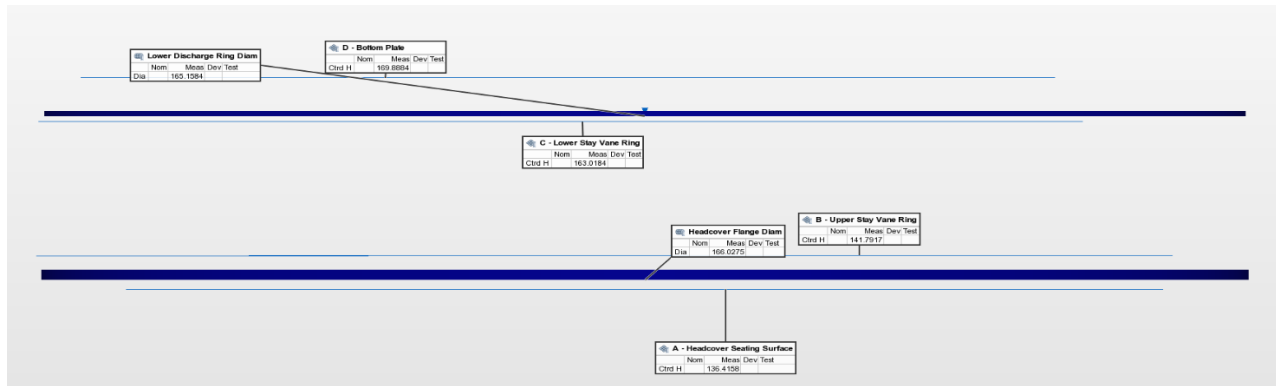 Lower Discharge Ring Diam
Nom Meas Dev Test
Dia 165.1584
D - Bottom Plate
Nom Meas Dev Test
Ctrd H 169.8884
C - Lower Stay Vane Ring
Nom Meas Dev Test
Ctrd H 163.0184
Headcover Flange Diam
Nom Meas Dev Test
Dia 166.0275
B - Upper Stay Vane Ring
Nom Meas Dev Test
Ctrd H 141.7917
A - Headcover Seating Surface
Nom Meas Dev Test
Ctrd H 136.4158